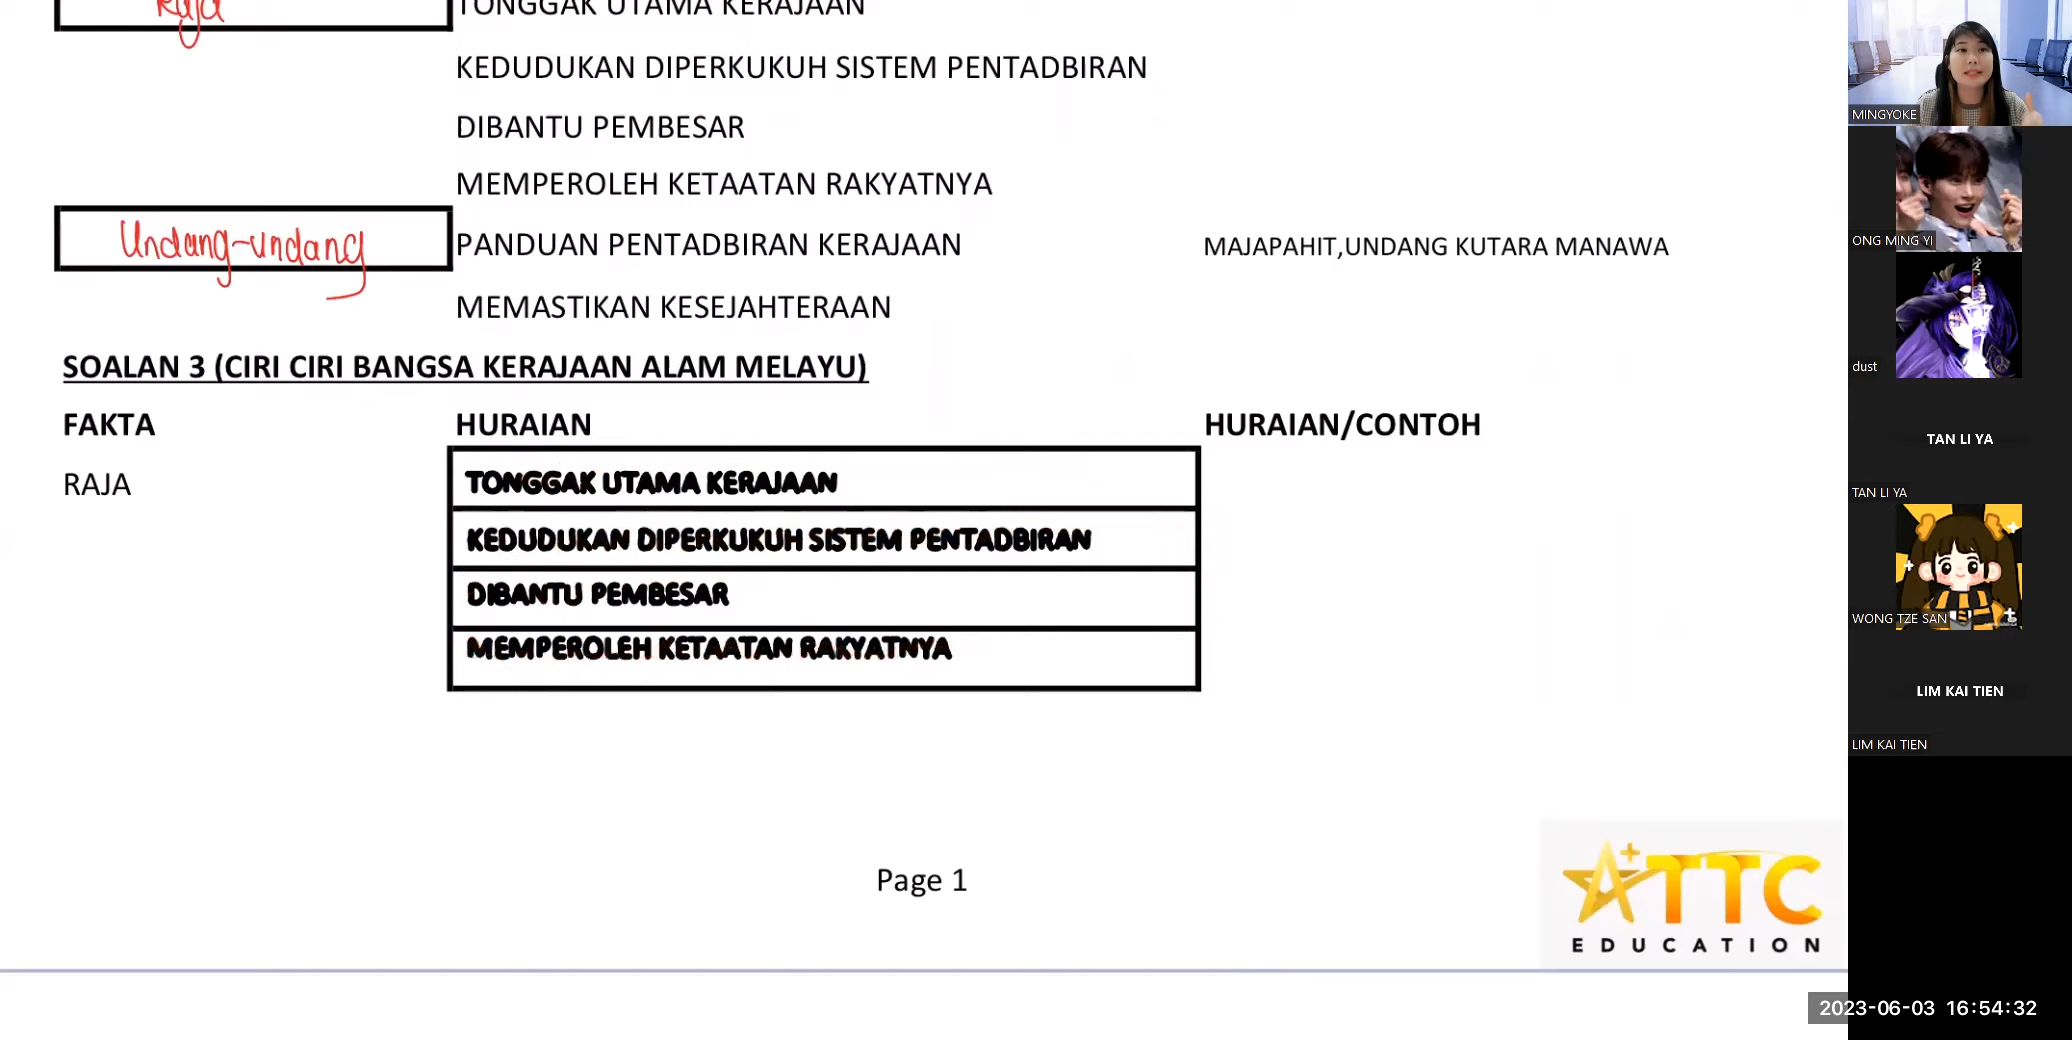 Raja TONGGAK UTAMA KERAJAAN
KEDUDUKAN DIPERKUKUH SISTEM PENTADBIRAN
DIBANTU PEMBESAR
MEMPEROLEH KETAATAN RAKYATNYA
Undang-undang PANDUAN PENTADBIRAN KERAJAAN MAJAPAHIT,UNDANG KUTARA MANAWA
MEMASTIKAN KESEJAHTERAAN
SOALAN 3 (CIRI CIRI BANGSA KERAJAAN ALAM MELAYU)
FAKTA HURAIAN HURAIAN/CONTOH
RAJA TONGGAK UTAMA KERAJAAN
KEDUDUKAN DIPERKUKUH SISTEM PENTADBIRAN
DIBANTU PEMBESAR
MEMPEROLEH KETAATAN RAKYATNYA
Page 1
A+TTC
EDUCATION
MINGYOKE
ONG MING YI
dust
TAN LI YA
TAN LI YA
WONG TZE SAN
LIM KAI TIEN
LIM KAI TIEN
2023-06-03 16:54:32